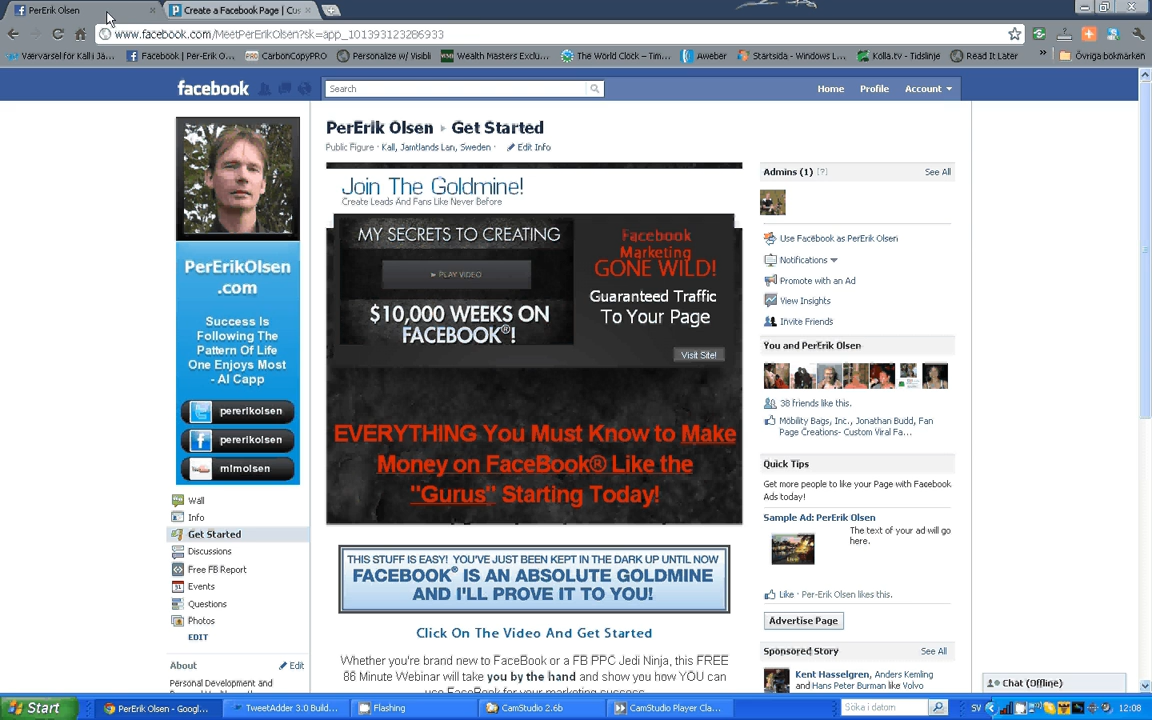 PerErik Olsen
Create a Facebook Page | Cus
www.facebook.com/MeetPerErikOlsen?sk=app_101393123286933
Värvarsel för Kall i Jä...
Facebook | Per-Erik O...
CarbonCopyPRO
Personalize w/ Visibli
Wealth Masters Exclu...
The World Clock – Tim...
Aweber
Startsida - Windows L...
Kolla.tv - Tidslinje
Read It Later
»
Övriga bokmärken
facebook
Search
Home
Profile
Account
PerErik Olsen ▸ Get Started
Public Figure · Kall, Jamtlands Lan, Sweden ·
Edit Info
PerErikOlsen
.com
Success Is
Following The
Pattern Of Life
One Enjoys Most
- Al Capp
pererikolsen
pererikolsen
mlmolsen
Wall
Info
Get Started
Discussions
Free FB Report
Events
Questions
Photos
EDIT
About
Edit
Personal Development and
Join The Goldmine!
Create Leads And Fans Like Never Before
MY SECRETS TO CREATING
▸ PLAY VIDEO
$10,000 WEEKS ON
FACEBOOK®!
Facebook
Marketing
GONE WILD!
Guaranteed Traffic
To Your Page
Visit Site!
EVERYTHING You Must Know to Make
Money on FaceBook® Like the
"Gurus" Starting Today!
THIS STUFF IS EASY! YOU'VE JUST BEEN KEPT IN THE DARK UP UNTIL NOW
FACEBOOK® IS AN ABSOLUTE GOLDMINE
AND I'LL PROVE IT TO YOU!
Click On The Video And Get Started
Whether you're brand new to FaceBook or a FB PPC Jedi Ninja, this FREE
86 Minute Webinar will take you by the hand and show you how YOU can
use FaceBook for your marketing success.
Admins (1) [?]
See All
Use Facebook as PerErik Olsen
Notifications
Promote with an Ad
View Insights
Invite Friends
You and PerErik Olsen
38 friends like this.
Mobility Bags, Inc., Jonathan Budd, Fan
Page Creations- Custom Viral Fa...
Quick Tips
Get more people to like your Page with Facebook
Ads today!
Sample Ad: PerErik Olsen
The text of your ad will go
here.
Like · Per-Erik Olsen likes this.
Advertise Page
Sponsored Story
See All
Kent Hasselgren, Anders Kemling
and Hans Peter Burman like Volvo
Chat (Offline)
Start
PerErik Olsen - Googl...
TweetAdder 3.0 Build...
Flashing
CamStudio 2.6b
CamStudio Player Cla...
Söka i datorn
SV
12:08